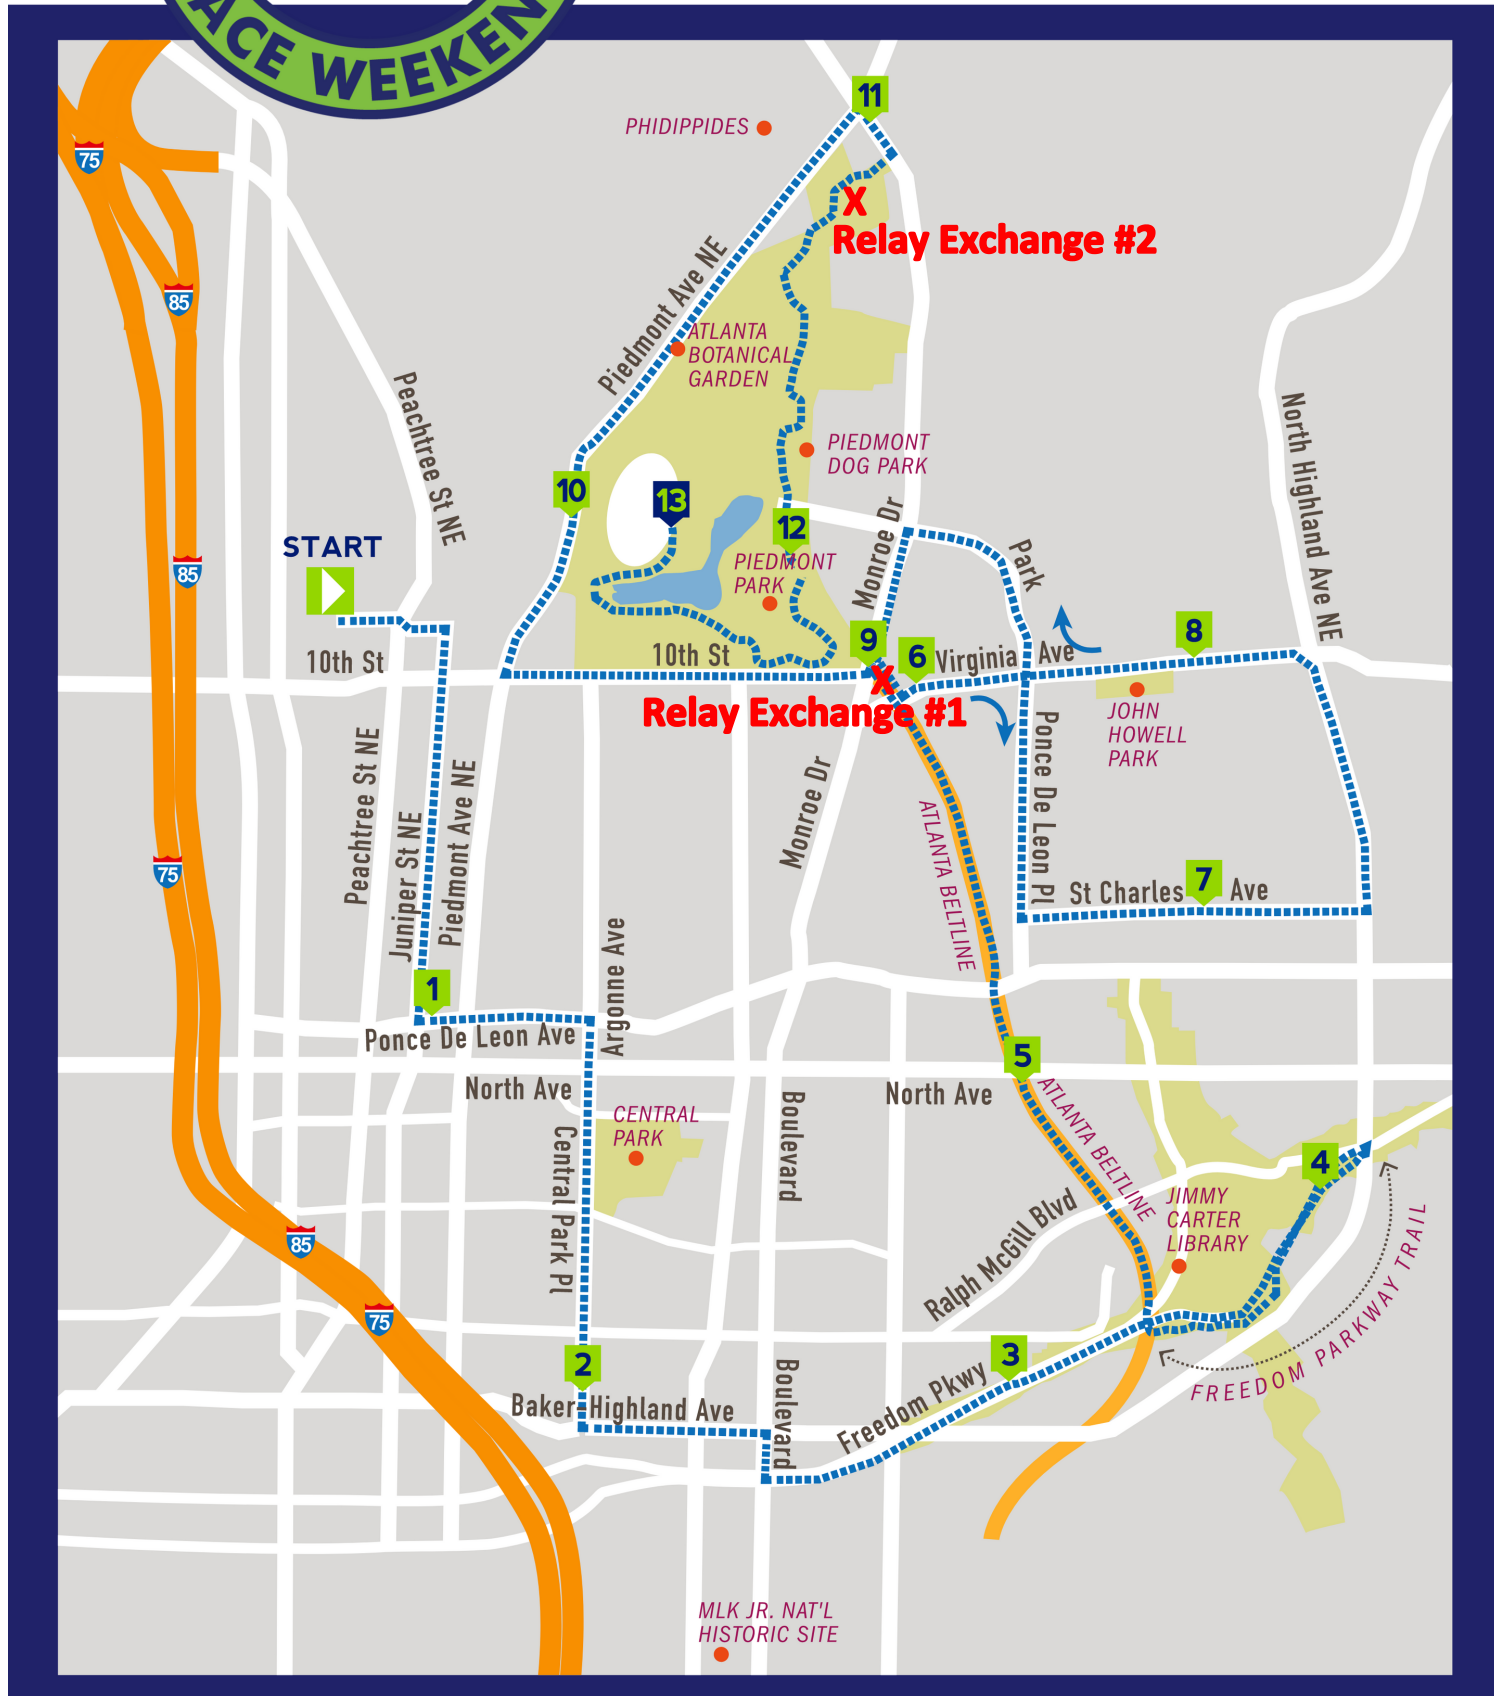 ACE WEEKEN
75
11
PHIDIPPIDES
X
Relay Exchange #2
85
Piedmont Ave NE
ATLANTA
BOTANICAL
GARDEN
Peachtree St NE
North Highland Ave NE
PIEDMONT
DOG PARK
10
13
12
Monroe Dr
START
Park
PIEDMONT
PARK
85
9
6
8
10th St
10th St
Virginia Ave
X
Relay Exchange #1
JOHN
HOWELL
PARK
Ponce De Leon Pl
Peachtree St NE
Juniper St NE
Piedmont Ave NE
Monroe Dr
ATLANTA BELTLINE
75
St Charles Ave
7
1
Argonne Ave
Ponce De Leon Ave
5
North Ave
North Ave
ATLANTA BELTLINE
CENTRAL
PARK
Boulevard
Central Park Pl
4
JIMMY
CARTER
LIBRARY
Ralph McGill Blvd
85
75
FREEDOM PARKWAY TRAIL
3
2
Freedom Pkwy
Baker-Highland Ave
Boulevard
MLK JR. NAT'L
HISTORIC SITE